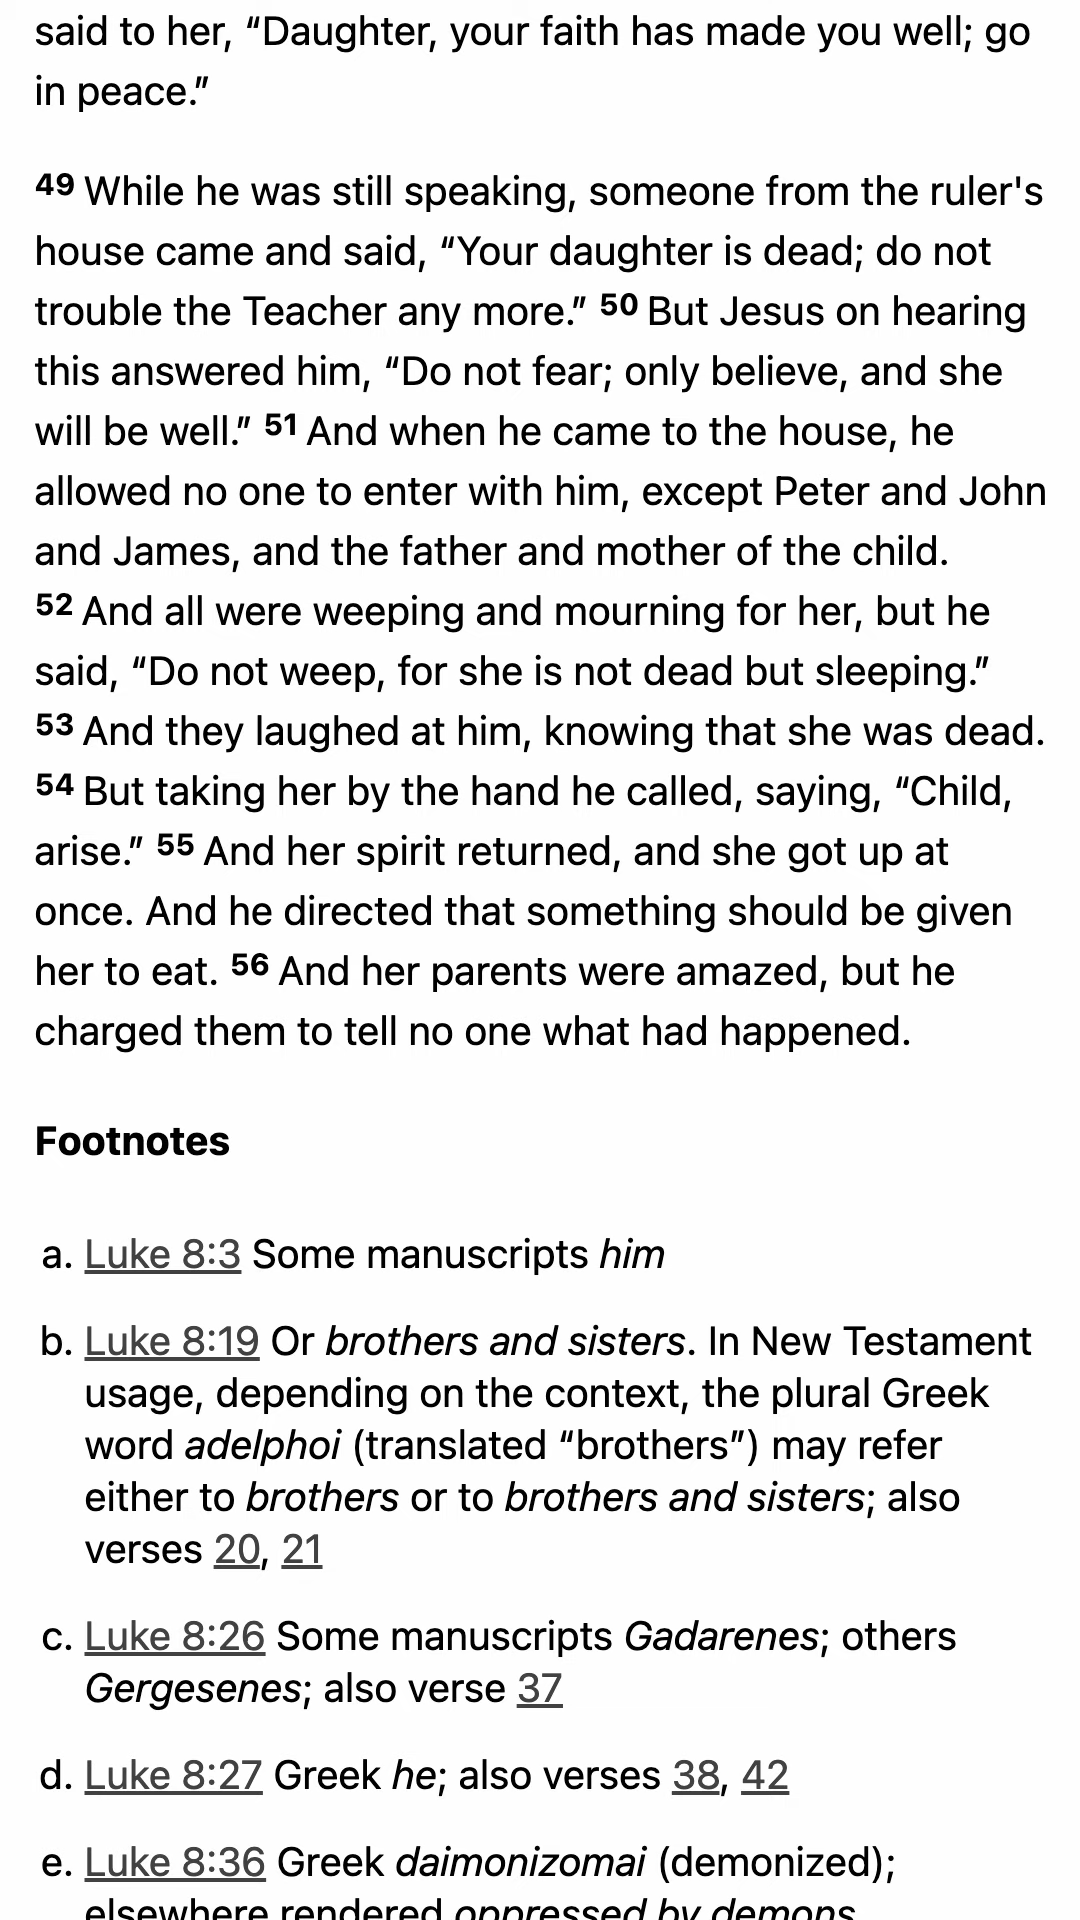 said to her, “Daughter, your faith has made you well; go
in peace.”
49 While he was still speaking, someone from the ruler's
house came and said, “Your daughter is dead; do not
trouble the Teacher any more.” 50 But Jesus on hearing
this answered him, “Do not fear; only believe, and she
will be well.” 51 And when he came to the house, he
allowed no one to enter with him, except Peter and John
and James, and the father and mother of the child.
52 And all were weeping and mourning for her, but he
said, “Do not weep, for she is not dead but sleeping.”
53 And they laughed at him, knowing that she was dead.
54 But taking her by the hand he called, saying, “Child,
arise.” 55 And her spirit returned, and she got up at
once. And he directed that something should be given
her to eat. 56 And her parents were amazed, but he
charged them to tell no one what had happened.
Footnotes
a. Luke 8:3 Some manuscripts him
b. Luke 8:19 Or brothers and sisters. In New Testament
usage, depending on the context, the plural Greek
word adelphoi (translated “brothers”) may refer
either to brothers or to brothers and sisters; also
verses 20, 21
c. Luke 8:26 Some manuscripts Gadarenes; others
Gergesenes; also verse 37
d. Luke 8:27 Greek he; also verses 38, 42
e. Luke 8:36 Greek daimonizomai (demonized);
elsewhere rendered oppressed by demons